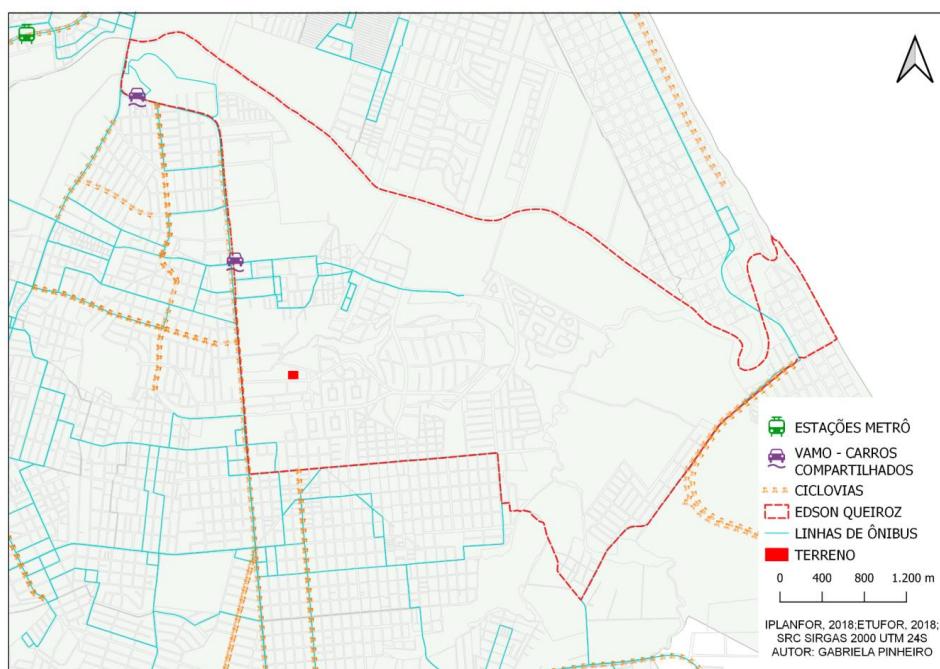 ESTAÇÕES METRÔ
VAMO - CARROS
COMPARTILHADOS
CICLOVIAS
EDSON QUEIROZ
LINHAS DE ÔNIBUS
TERRENO
0 400 800 1.200 m
IPLANFOR, 2018;ETUFOR, 2018;
SRC SIRGAS 2000 UTM 24S
AUTOR: GABRIELA PINHEIRO